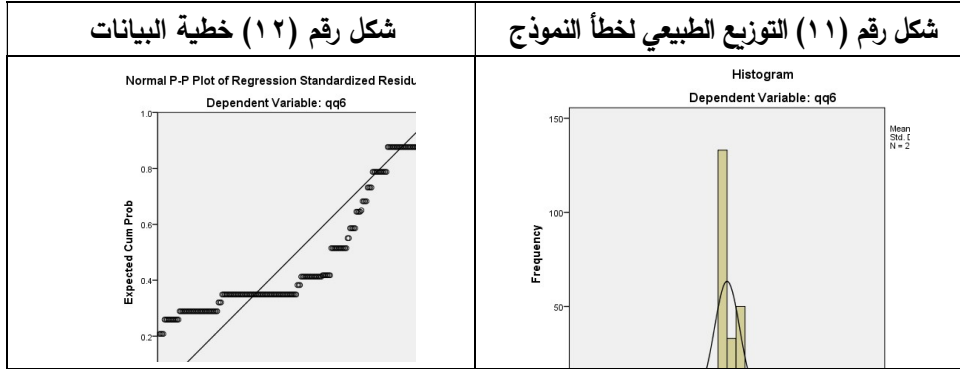 شكل رقم (١١) التوزيع الطبيعي لخطأ النموذج
شكل رقم (١٢) خطية البيانات
Histogram
Dependent Variable: qq6
150
100
50
Frequency
Mean
Std. D
N = 2
Normal P-P Plot of Regression Standardized Residu
Dependent Variable: qq6
1.0
0.8
0.6
0.4
0.2
Expected Cum Prob